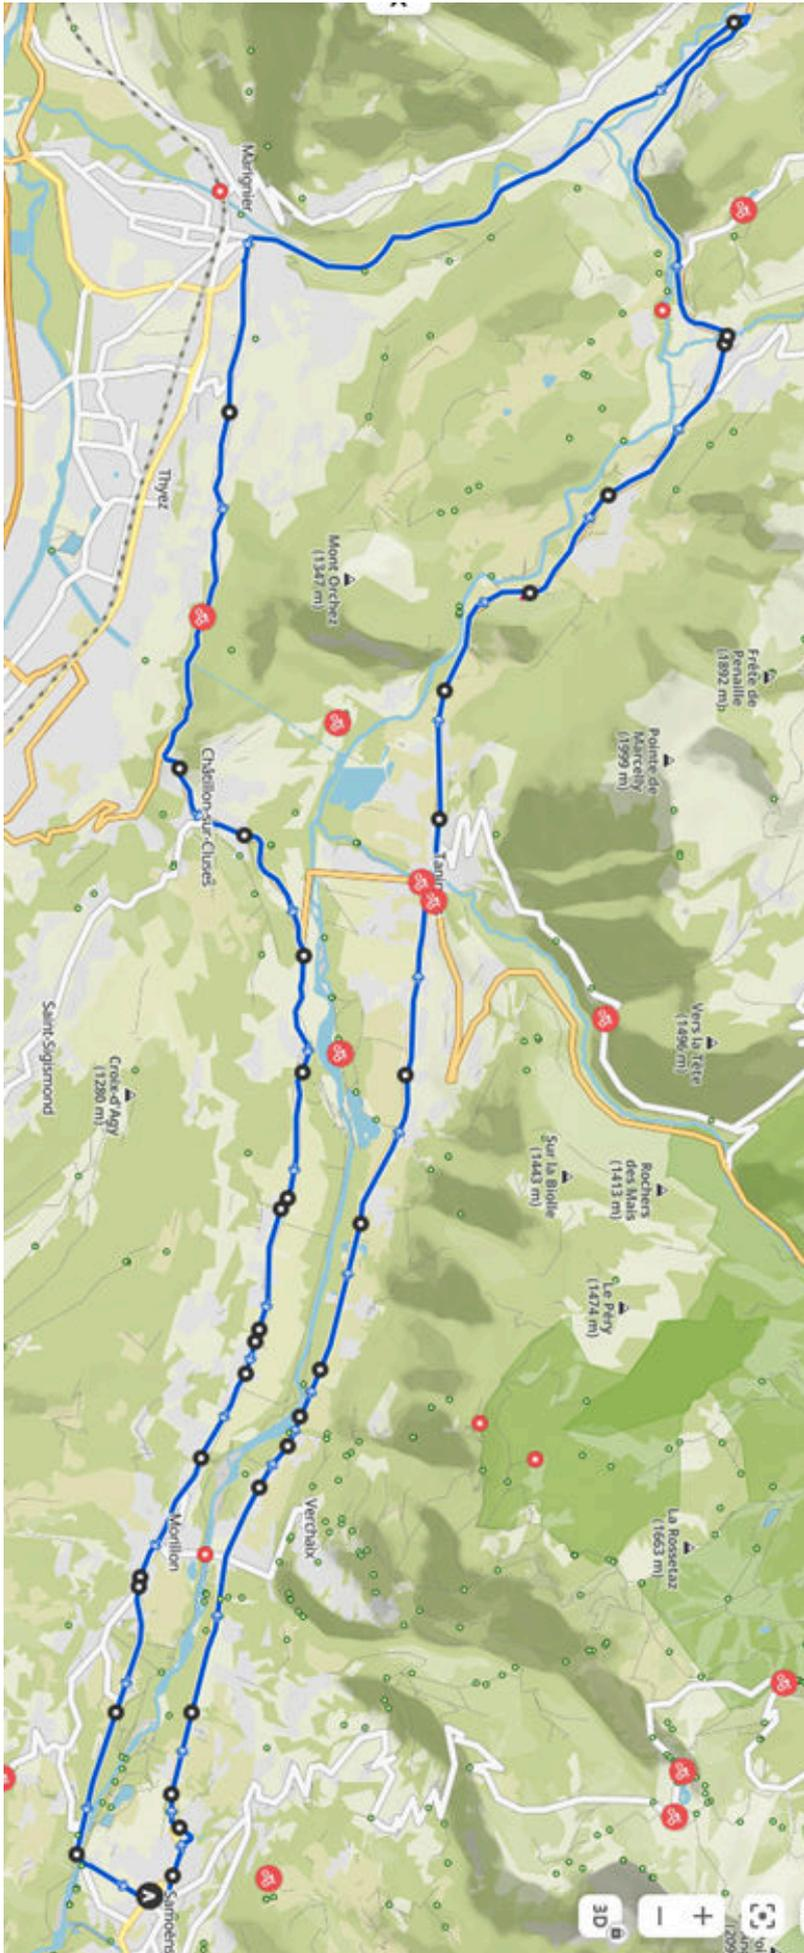 Marignier
Thyez
Mont Orchez
(1347 m)
Frête de
Penaille
(1892 m)
Pointe de
Marcelly
(1999 m)
Châtillon-sur-Cluses
Tanin
Saint-Sigismond
Croix-d'Agy
(1280 m)
Vers la Tête
(1496 m)
Sur la Biolle
(1443 m)
Rochers
des Mais
(1413 m)
Le Péry
(1474 m)
La Rossetaz
(1663 m)
Verchaix
Morillon
Samoëns
3D
−
+